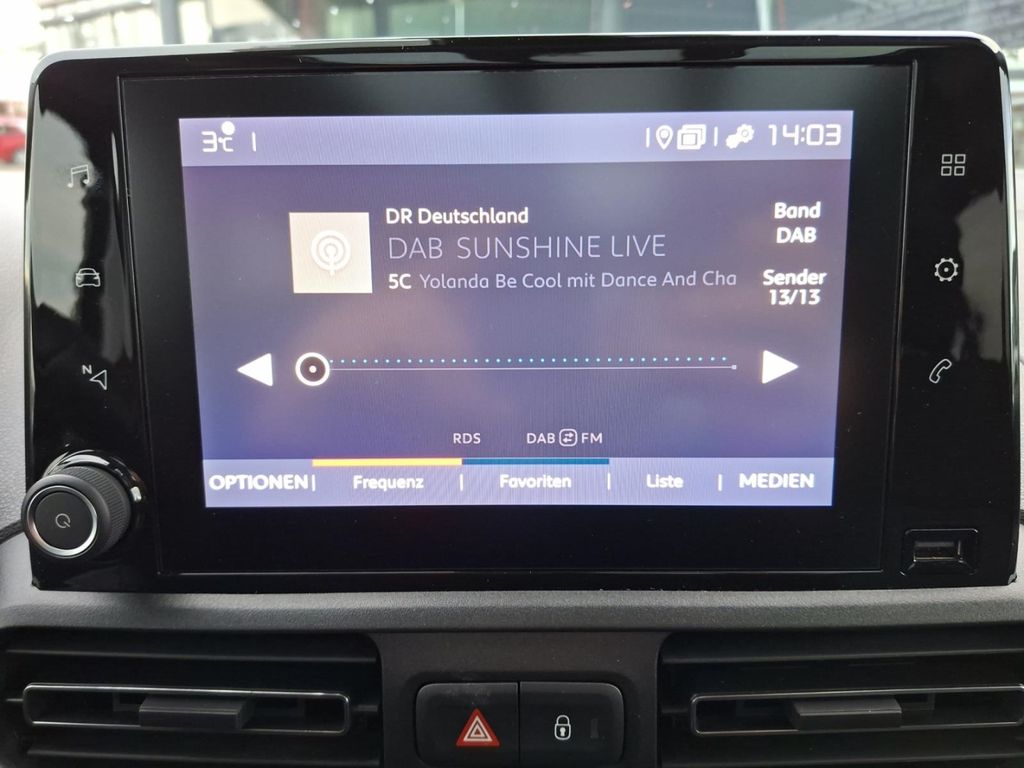 3°C
14:03
DR Deutschland
DAB SUNSHINE LIVE
5C Yolanda Be Cool mit Dance And Cha
Band
DAB
Sender
13/13
N
RDS DAB FM
OPTIONEN Frequenz Favoriten Liste MEDIEN